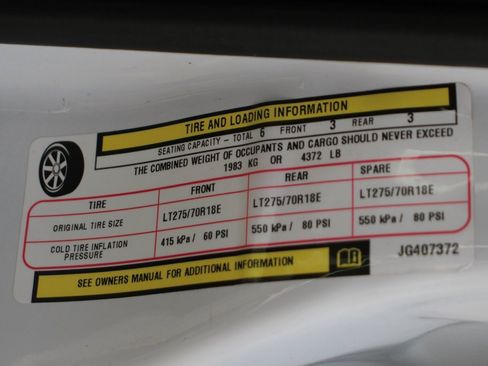 TIRE AND LOADING INFORMATION
SEATING CAPACITY - TOTAL 6 FRONT 3 REAR 3
THE COMBINED WEIGHT OF OCCUPANTS AND CARGO SHOULD NEVER EXCEED
1983 KG OR 4372 LB
TIRE FRONT REAR SPARE
ORIGINAL TIRE SIZE LT275/70R18E LT275/70R18E LT275/70R18E
COLD TIRE INFLATION PRESSURE 415 kPa / 60 PSI 550 kPa / 80 PSI 550 kPa / 80 PSI
SEE OWNERS MANUAL FOR ADDITIONAL INFORMATION
JG407372